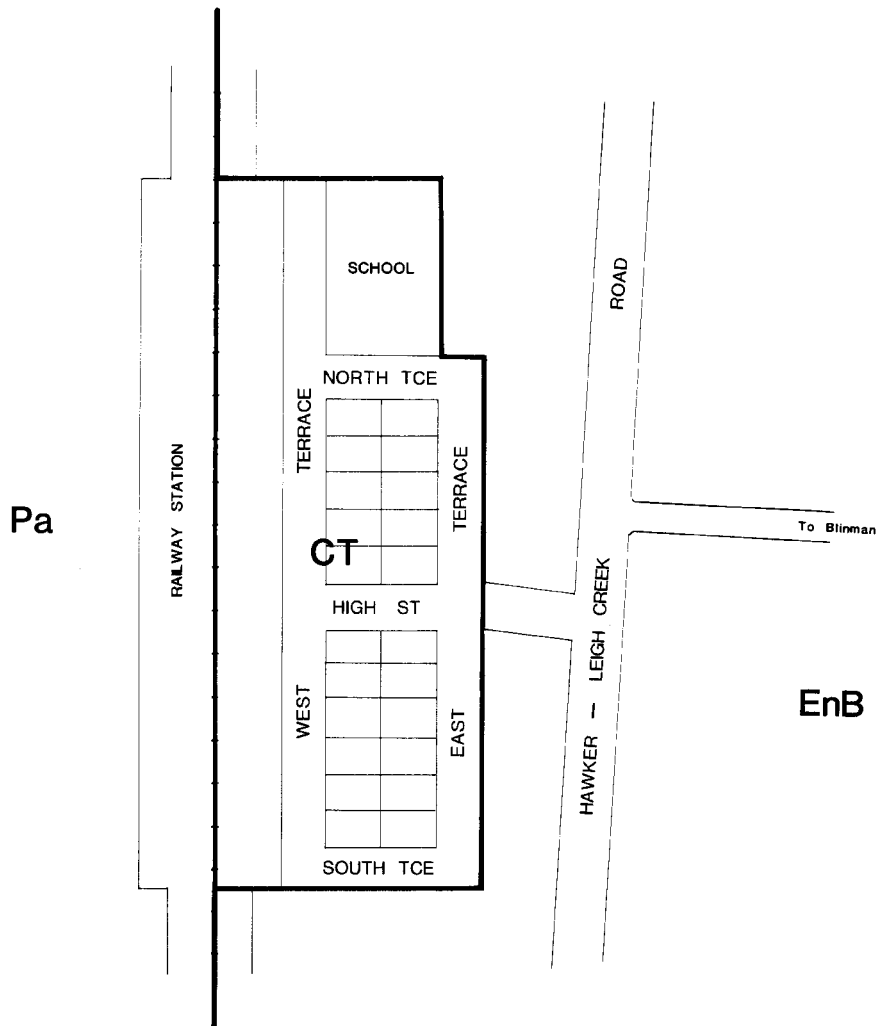 SCHOOL
ROAD
NORTH TCE
WEST TERRACE
EAST TERRACE
RAILWAY STATION
Pa
To Blinman
CT
HIGH ST
HAWKER — LEIGH CREEK
EnB
SOUTH TCE